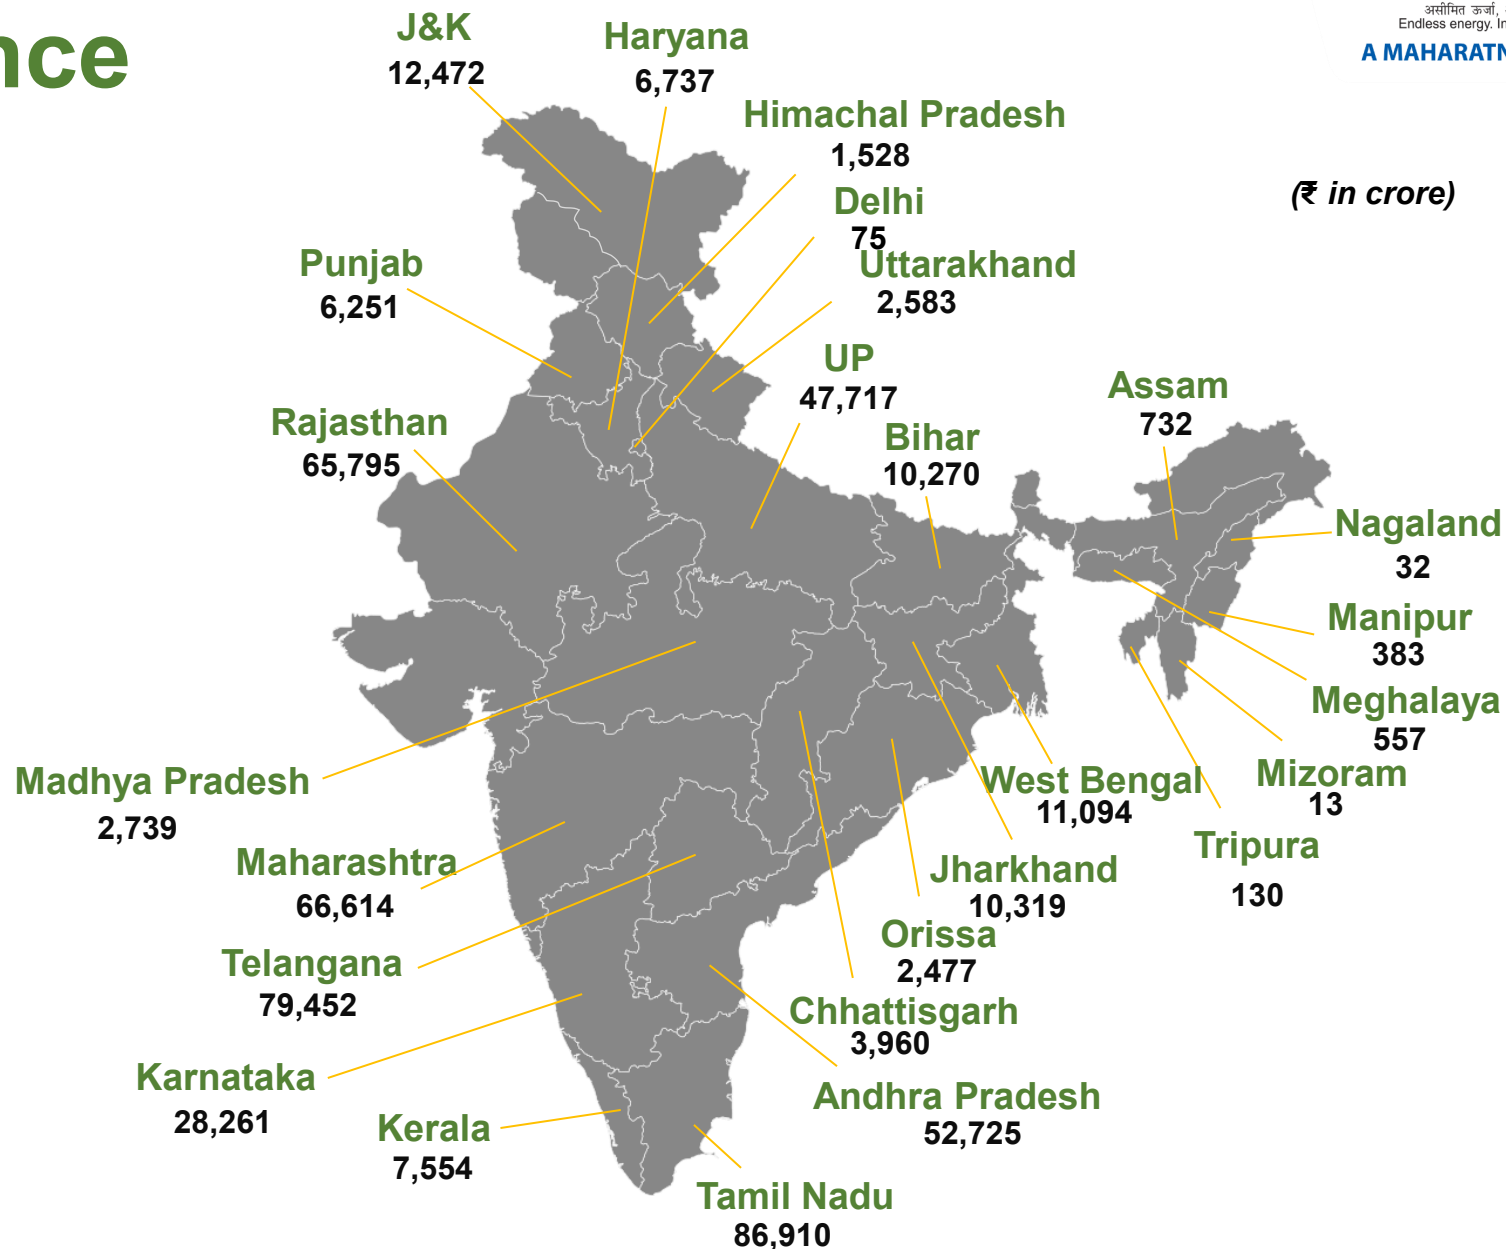 nce
असीमित ऊर्जा,
Endless energy. In
A MAHARATN
(₹ in crore)
J&K
12,472
Haryana
6,737
Himachal Pradesh
1,528
Delhi
75
Uttarakhand
2,583
Punjab
6,251
UP
47,717
Rajasthan
65,795
Bihar
10,270
Assam
732
Nagaland
32
Manipur
383
Meghalaya
557
Mizoram
13
Tripura
130
West Bengal
11,094
Madhya Pradesh
2,739
Maharashtra
66,614
Jharkhand
10,319
Orissa
2,477
Telangana
79,452
Chhattisgarh
3,960
Karnataka
28,261
Andhra Pradesh
52,725
Kerala
7,554
Tamil Nadu
86,910